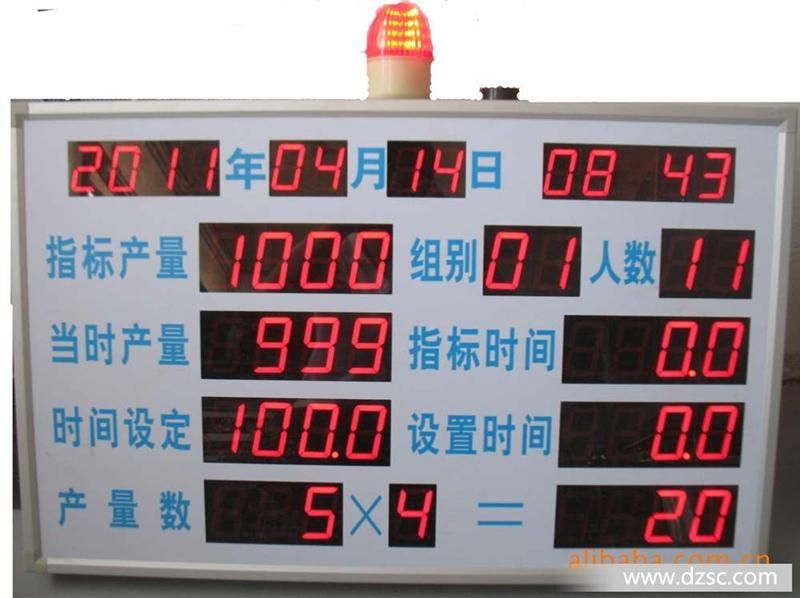 2011年04月14日 08 43
指标产量 1000 组别 01 人数 11
当时产量 999 指标时间 0.0
时间设定 100.0 设置时间 0.0
产量数 5×4=20
alibaba.com.cn
www.dzsc.com